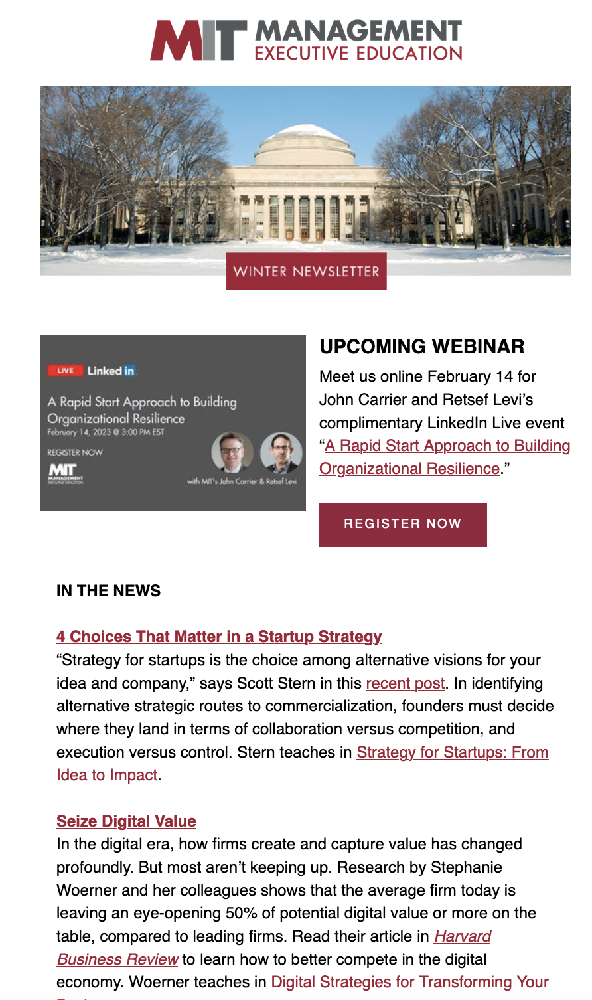 MIT MANAGEMENT
EXECUTIVE EDUCATION
WINTER NEWSLETTER
LIVE Linked in
A Rapid Start Approach to Building
Organizational Resilience
February 14, 2023 @ 3:00 PM EST
REGISTER NOW
MIT
MANAGEMENT
EXECUTIVE EDUCATION
with MIT's John Carrier & Retsef Levi
UPCOMING WEBINAR
Meet us online February 14 for
John Carrier and Retsef Levi’s
complimentary LinkedIn Live event
“A Rapid Start Approach to Building
Organizational Resilience.”
REGISTER NOW
IN THE NEWS
4 Choices That Matter in a Startup Strategy
“Strategy for startups is the choice among alternative visions for your
idea and company,” says Scott Stern in this recent post. In identifying
alternative strategic routes to commercialization, founders must decide
where they land in terms of collaboration versus competition, and
execution versus control. Stern teaches in Strategy for Startups: From
Idea to Impact.
Seize Digital Value
In the digital era, how firms create and capture value has changed
profoundly. But most aren’t keeping up. Research by Stephanie
Woerner and her colleagues shows that the average firm today is
leaving an eye-opening 50% of potential digital value or more on the
table, compared to leading firms. Read their article in Harvard
Business Review to learn how to better compete in the digital
economy. Woerner teaches in Digital Strategies for Transforming Your